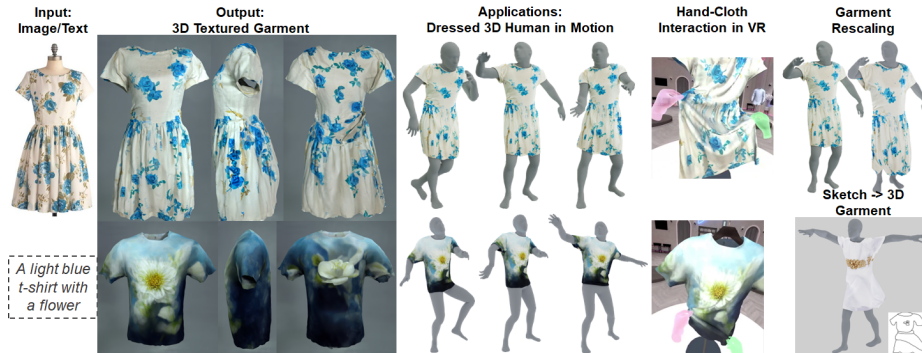 Input:
Image/Text
Output:
3D Textured Garment
Applications:
Dressed 3D Human in Motion
Hand-Cloth
Interaction in VR
Garment
Rescaling
Sketch -> 3D
Garment
A light blue
t-shirt with
a flower